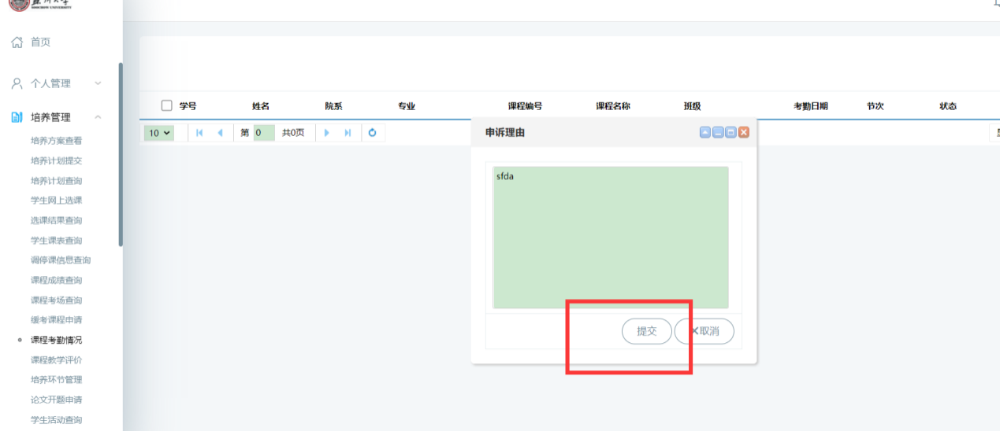 SOOCHOW UNIVERSITY
首页
个人管理
培养管理
培养方案查看
培养计划提交
培养计划查询
学生网上选课
选课结果查询
学生课表查询
调停课信息查询
课程成绩查询
课程考场查询
缓考课程申请
课程考勤情况
课程教学评价
培养环节管理
论文开题申请
学生活动查询
学号 姓名 院系 专业 课程编号 课程名称 班级 考勤日期 节次 状态
10 第 0 共0页
申诉理由
sfda
提交 取消